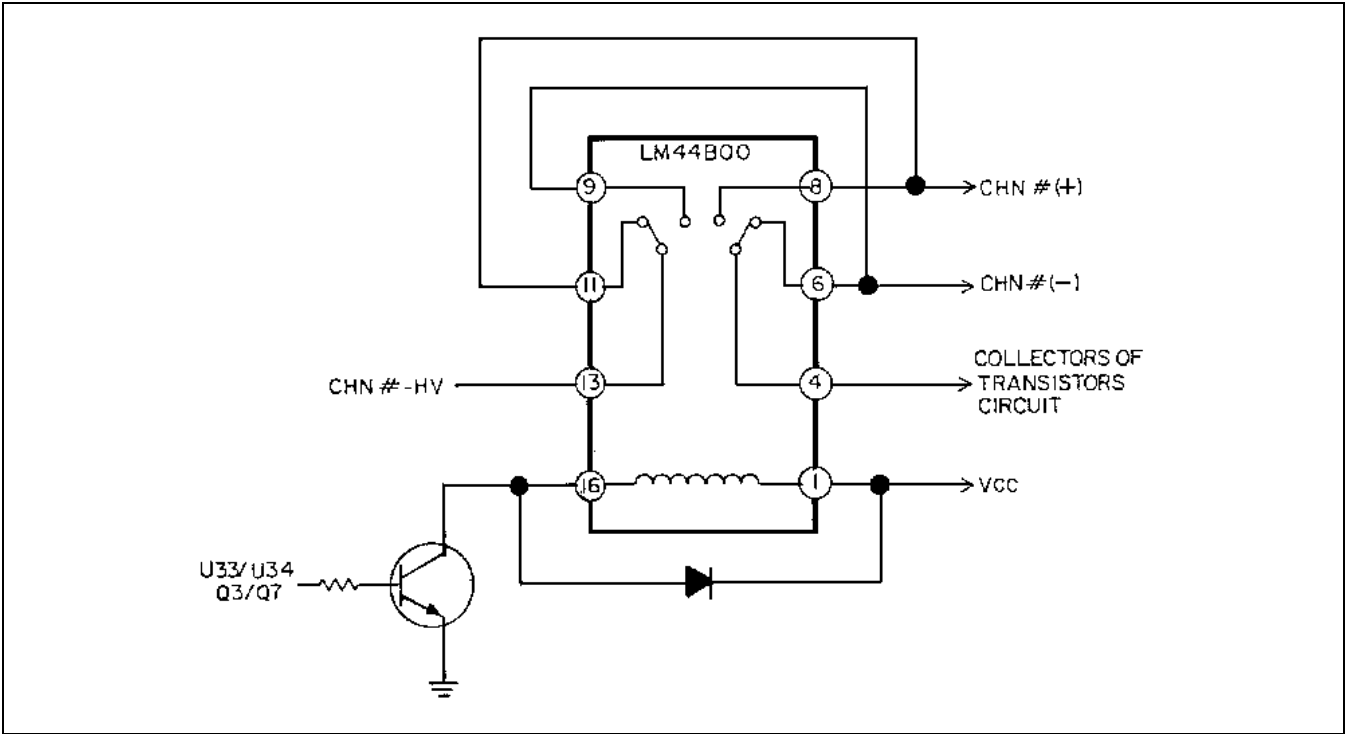 LM44B00
9
8
CHN #(+)
11
6
CHN#(-)
COLLECTORS OF
TRANSISTORS
CIRCUIT
CHN #-HV
13
4
16
1
VCC
U33/U34
Q3/Q7